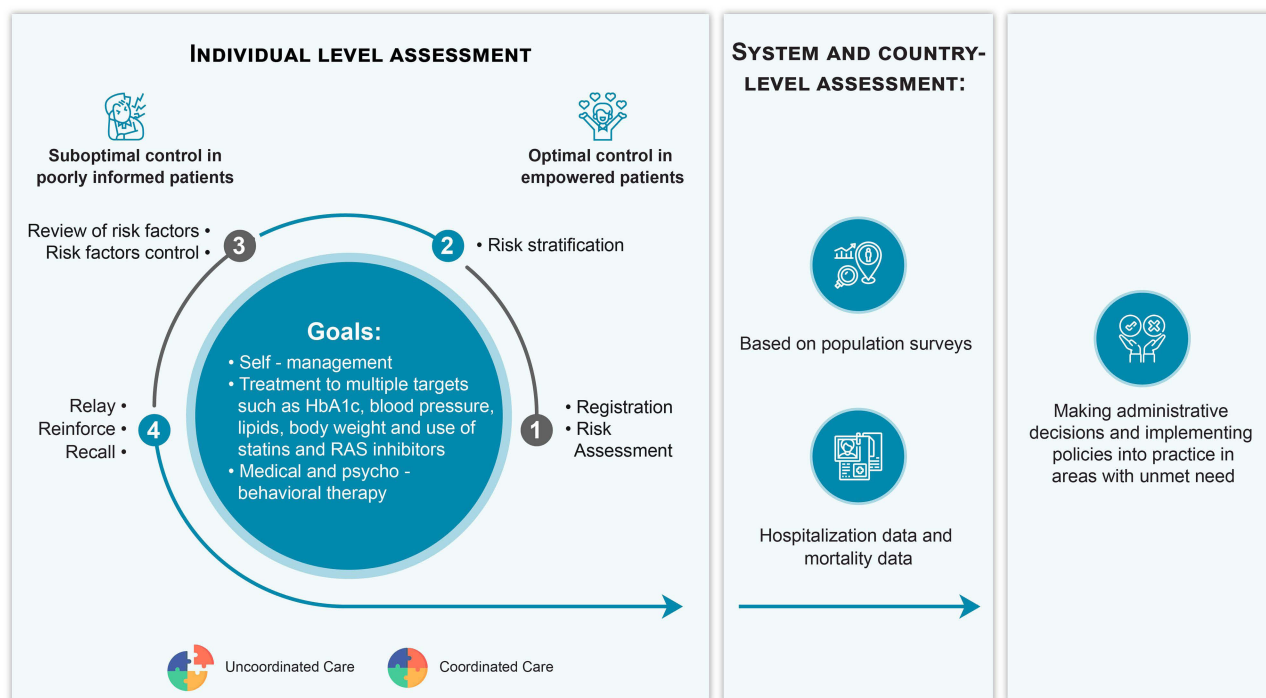 INDIVIDUAL LEVEL ASSESSMENT
Suboptimal control in
poorly informed patients
Optimal control in
empowered patients
Review of risk factors •
Risk factors control •
3
2
• Risk stratification
Goals:
• Self - management
• Treatment to multiple targets
such as HbA1c, blood pressure,
lipids, body weight and use of
statins and RAS inhibitors
• Medical and psycho -
behavioral therapy
Relay •
Reinforce •
Recall •
4
1
• Registration
• Risk
Assessment
Uncoordinated Care
Coordinated Care
SYSTEM AND COUNTRY-
LEVEL ASSESSMENT:
Based on population surveys
Hospitalization data and
mortality data
Making administrative
decisions and implementing
policies into practice in
areas with unmet need